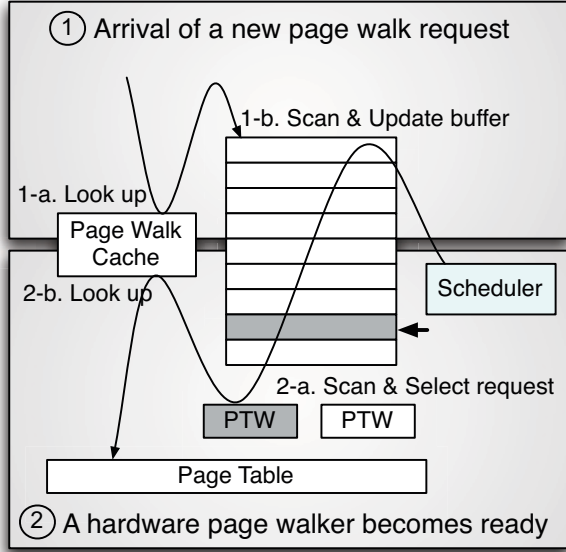 1 Arrival of a new page walk request
1-b. Scan & Update buffer
1-a. Look up
Page Walk
Cache
2-b. Look up
Scheduler
2-a. Scan & Select request
PTW
PTW
Page Table
2 A hardware page walker becomes ready